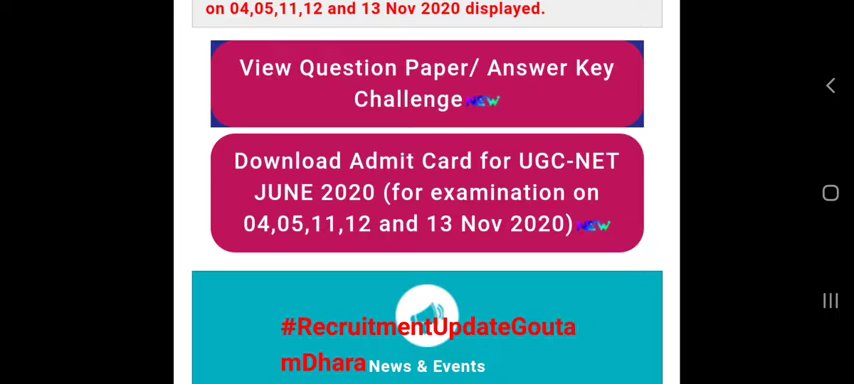 on 04,05,11,12 and 13 Nov 2020 displayed.
View Question Paper/ Answer Key
Challenge NEW
Download Admit Card for UGC-NET
JUNE 2020 (for examination on
04,05,11,12 and 13 Nov 2020) NEW
#RecruitmentUpdateGouta
mDhara
News & Events